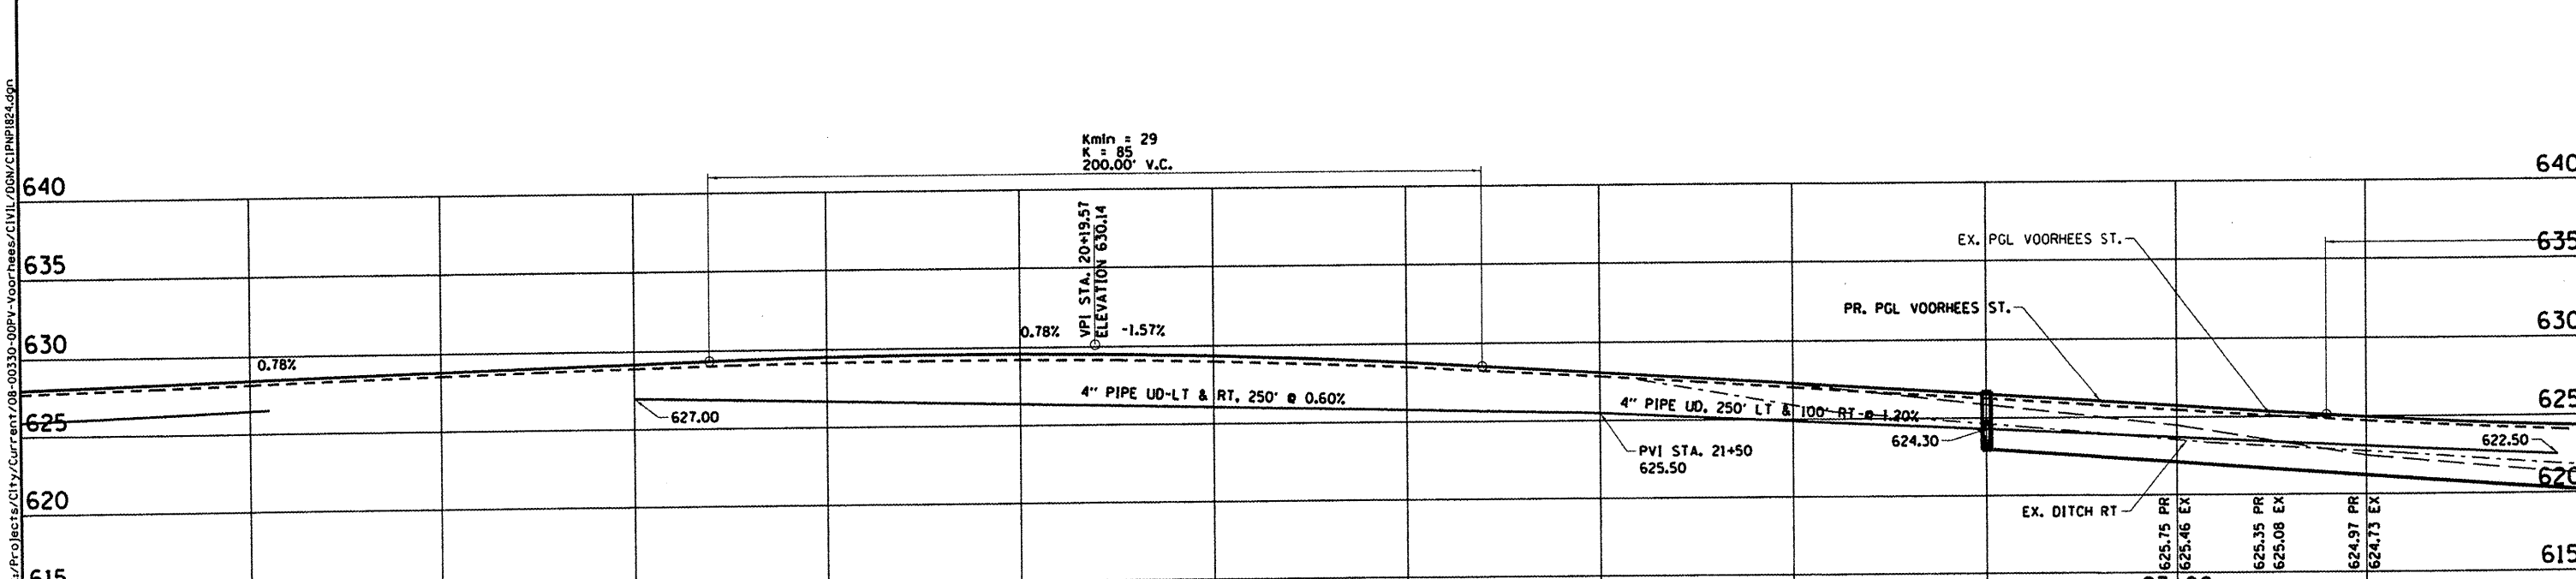 :/Projects/City/Current/08-00330-00PV-Voorhees/CIVIL/DGN/CIPNP1824.dgn
Kmin = 29
K = 85
200.00' V.C.
640
640
635
635
630
630
625
625
620
620
615
615
VPI STA. 20+19.57
ELEVATION 630.14
0.78%
0.78%
-1.57%
EX. PGL VOORHEES ST.
PR. PGL VOORHEES ST.
4" PIPE UD-LT & RT, 250' @ 0.60%
4" PIPE UD, 250' LT & 100' RT @ 1.20%
627.00
PVI STA. 21+50
625.50
624.30
622.50
EX. DITCH RT
625.75 PR
625.46 EX
625.35 PR
625.08 EX
624.97 PR
624.73 EX